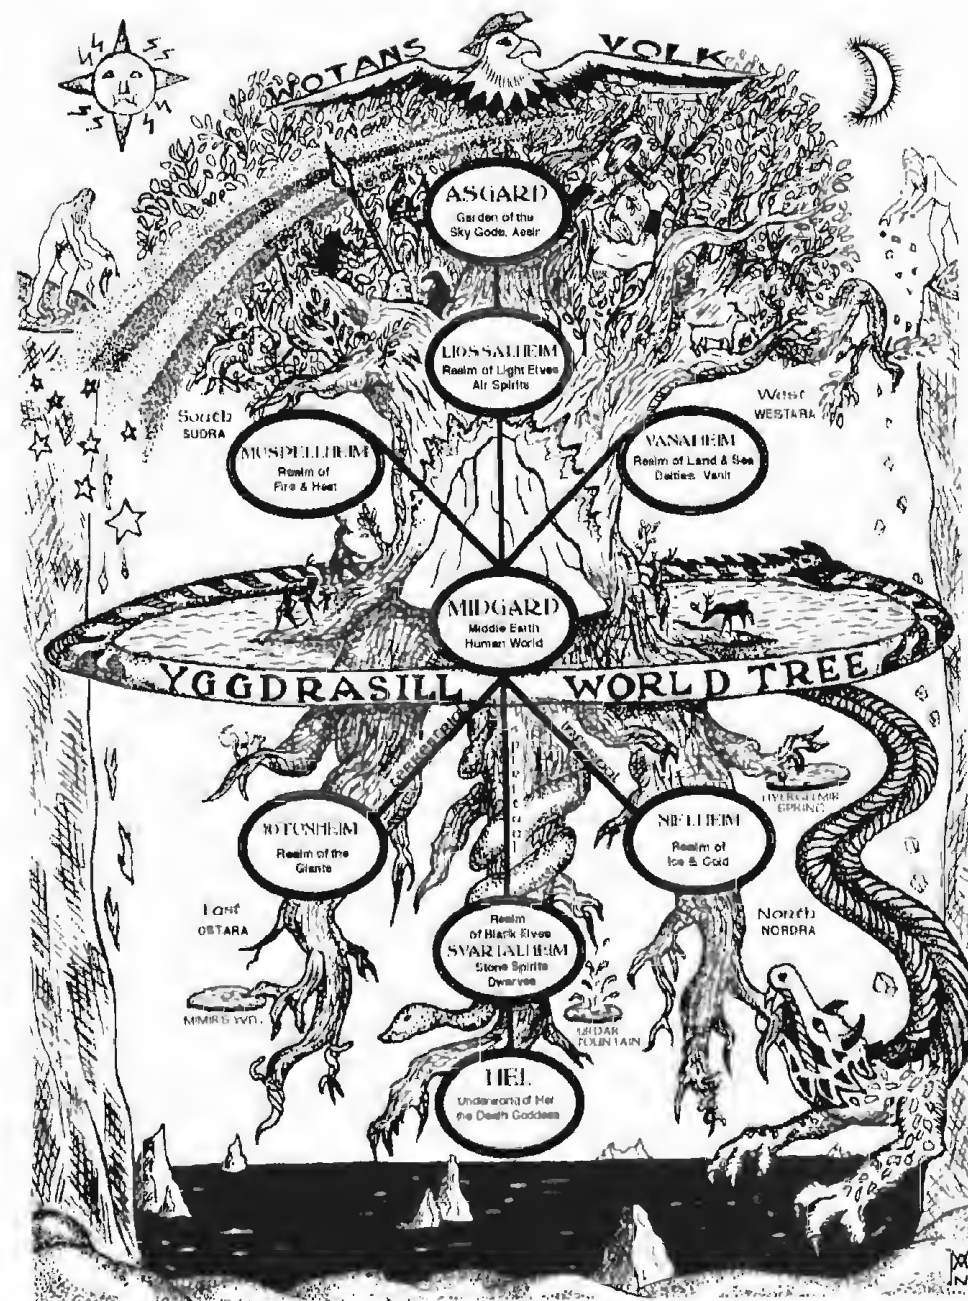 WOTANS VOLK
ASGARD
Garden of the
Sky Gods, Aesir
LIOSSALHEIM
Realm of Light Elves
Air Spirits
South
SUDRA
West
WESTARA
MUSPELLHEIM
Realm of
Fire & Heat
VANAHEIM
Realm of Land & Sea
Deities, Vanir
MIDGARD
Middle Earth
Human World
YGGDRASILL WORLD TREE
HVERGELMIR
SPRING
JOTUNHEIM
Realm of the
Giants
NIFLHEIM
Realm of
Ice & Cold
East
OSTARA
North
NORDRA
Realm
of Black Elves
SVARTALHEIM
Stone Spirits
Dwarves
MIMIRS
URDAR
FOUNTAIN
HEL
Underworld of Her
the Death Goddess